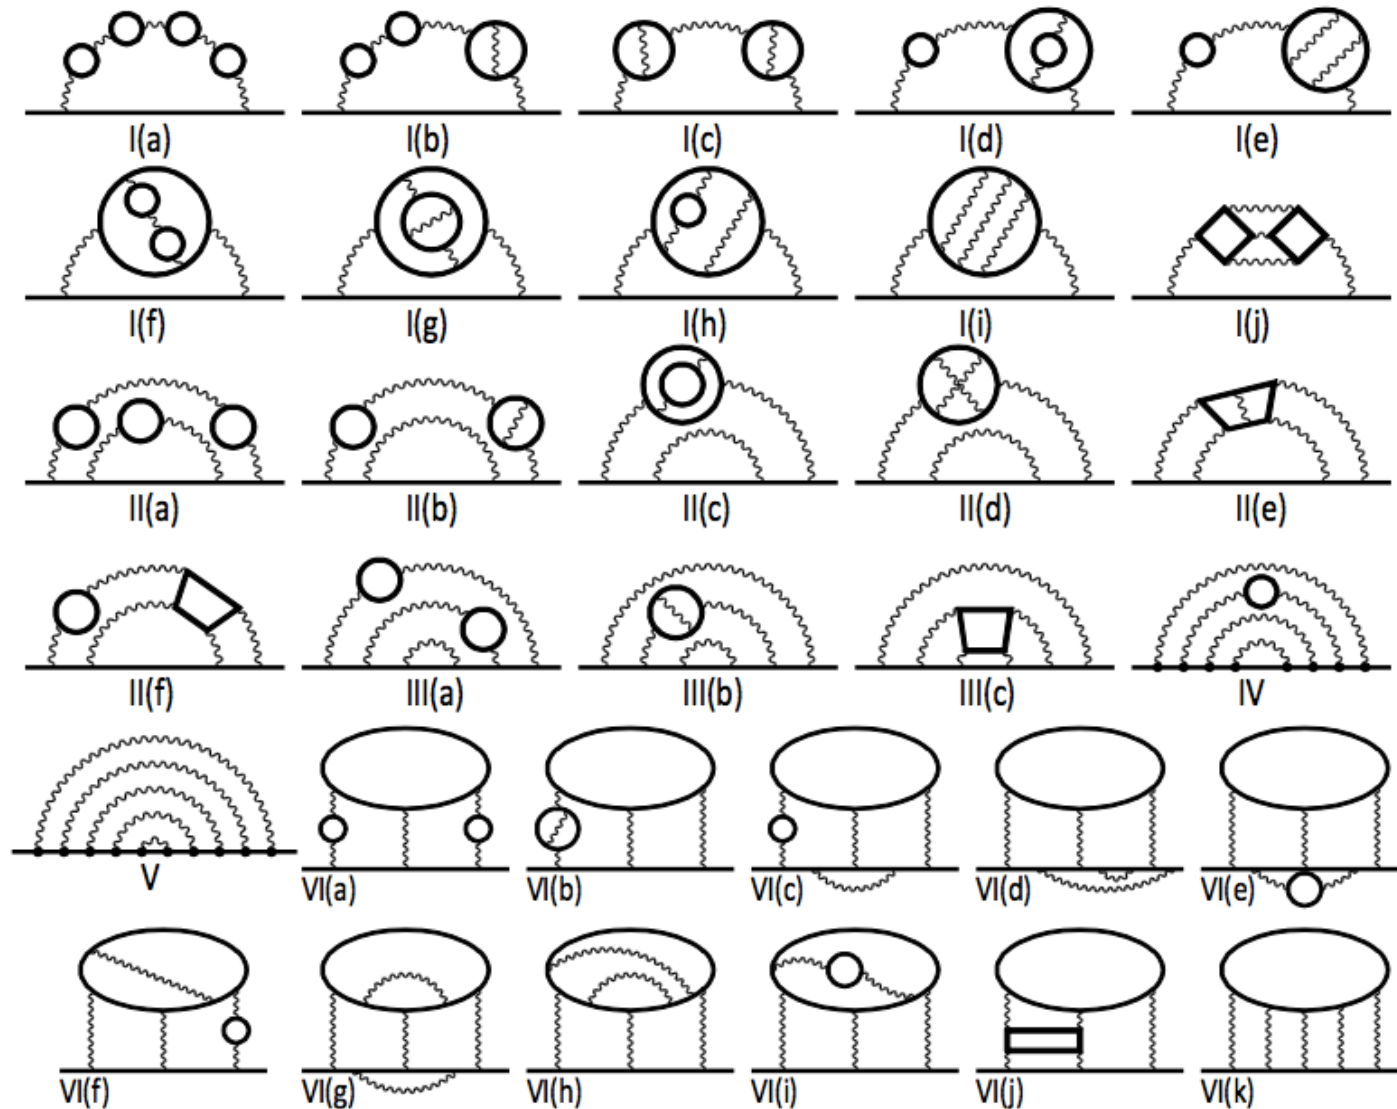 I(a) I(b) I(c) I(d) I(e)
I(f) I(g) I(h) I(i) I(j)
II(a) II(b) II(c) II(d) II(e)
II(f) III(a) III(b) III(c) IV
V VI(a) VI(b) VI(c) VI(d) VI(e)
VI(f) VI(g) VI(h) VI(i) VI(j) VI(k)